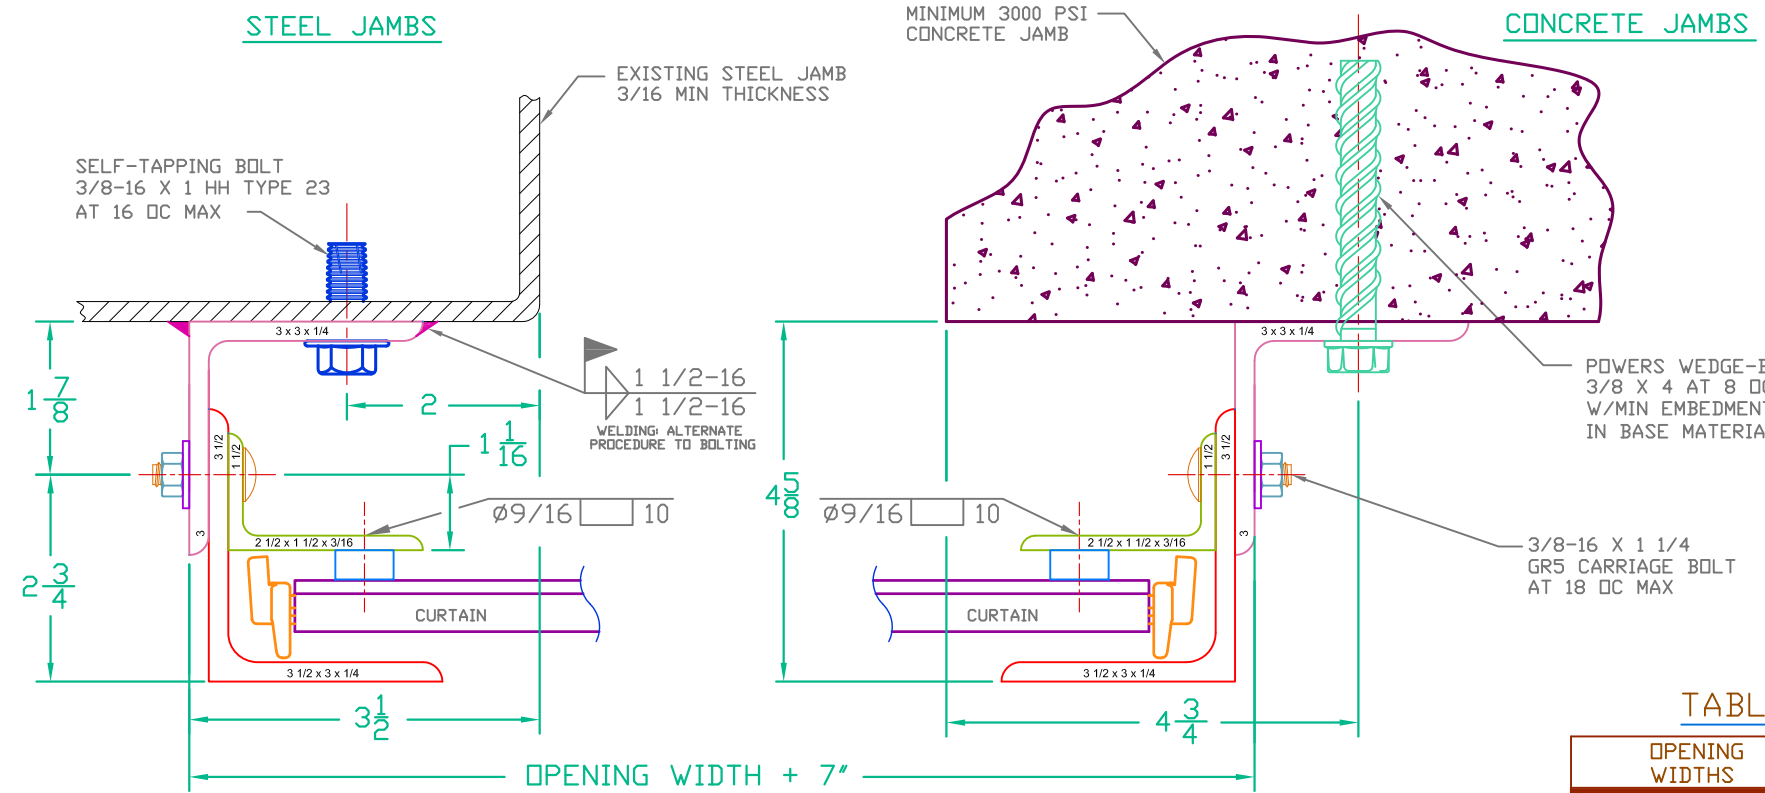 STEEL JAMBS
EXISTING STEEL JAMB
3/16 MIN THICKNESS
SELF-TAPPING BOLT
3/8-16 X 1 HH TYPE 23
AT 16 OC MAX
3 x 3 x 1/4
1 7/8
2
1 1/2-16
1 1/2-16
WELDING: ALTERNATE
PROCEDURE TO BOLTING
3 1/2
1 1/2
1 1/16
3
Ø9/16 10
2 1/2 x 1 1/2 x 3/16
2 3/4
CURTAIN
3 1/2 x 3 x 1/4
3 1/2
OPENING WIDTH + 7"
MINIMUM 3000 PSI
CONCRETE JAMB
CONCRETE JAMBS
3 x 3 x 1/4
POWERS WEDGE-B
3/8 X 4 AT 8 OC
W/MIN EMBEDMENT
IN BASE MATERIA
4 5/8
1 1/2
3 1/2
Ø9/16 10
3
2 1/2 x 1 1/2 x 3/16
3/8-16 X 1 1/4
GR5 CARRIAGE BOLT
AT 18 OC MAX
CURTAIN
3 1/2 x 3 x 1/4
4 3/4
TABL
OPENING
WIDTHS